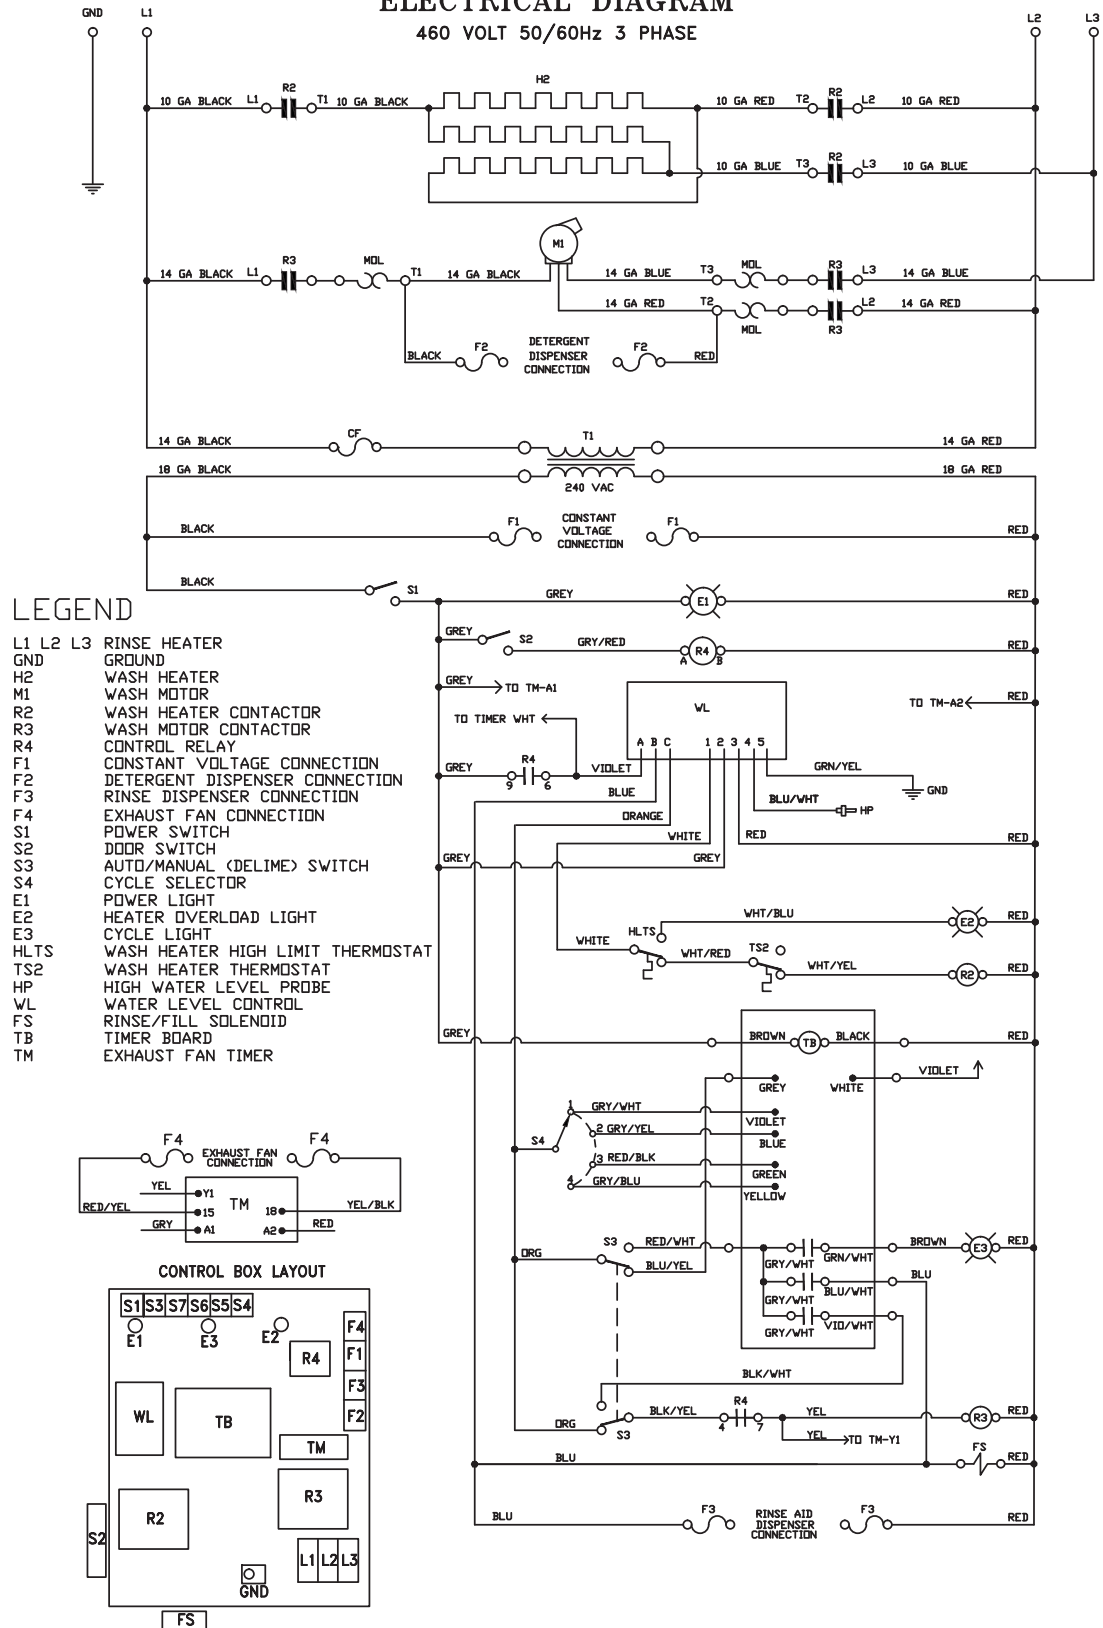 ELECTRICAL DIAGRAM
460 VOLT 50/60Hz 3 PHASE
GND
L1
L2
L3
H2
10 GA BLACK
L1
R2
T1
10 GA BLACK
10 GA RED
T2
R2
L2
10 GA RED
10 GA BLUE
T3
R2
L3
10 GA BLUE
M1
14 GA BLACK
L1
R3
MOL
T1
14 GA BLACK
14 GA BLUE
T3
MOL
R3
L3
14 GA BLUE
14 GA RED
T2
MOL
R3
L2
14 GA RED
BLACK
F2
DETERGENT
DISPENSER
CONNECTION
F2
RED
14 GA BLACK
CF
T1
14 GA RED
18 GA BLACK
240 VAC
18 GA RED
BLACK
F1
CONSTANT
VOLTAGE
CONNECTION
F1
RED
BLACK
S1
GREY
E1
RED
GREY
S2
GRY/RED
A
R4
B
RED
GREY
TO TM-A1
TO TM-A2
RED
WL
TO TIMER WHT
A B C
1 2 3 4 5
GREY
9
R4
6
VIOLET
GRN/YEL
GND
BLUE
BLU/WHT
HP
ORANGE
WHITE
RED
GREY
GREY
WHT/BLU
E2
RED
HLTS
WHITE
WHT/RED
TS2
WHT/YEL
R2
RED
GREY
BROWN
TB
BLACK
RED
GREY
WHITE
VIOLET
S4
1
GRY/WHT
VIOLET
2 GRY/YEL
BLUE
3 RED/BLK
GREEN
4
GRY/BLU
YELLOW
ORG
S3
RED/WHT
BLU/YEL
GRY/WHT
GRN/WHT
BROWN
E3
RED
GRY/WHT
BLU/WHT
BLU
GRY/WHT
VIO/WHT
BLK/WHT
ORG
S3
BLK/YEL
4
R4
7
YEL
R3
RED
YEL
TO TM-Y1
BLU
FS
RED
BLU
F3
RINSE AID
DISPENSER
CONNECTION
F3
RED
LEGEND
L1 L2 L3 RINSE HEATER
GND GROUND
H2 WASH HEATER
M1 WASH MOTOR
R2 WASH HEATER CONTACTOR
R3 WASH MOTOR CONTACTOR
R4 CONTROL RELAY
F1 CONSTANT VOLTAGE CONNECTION
F2 DETERGENT DISPENSER CONNECTION
F3 RINSE DISPENSER CONNECTION
F4 EXHAUST FAN CONNECTION
S1 POWER SWITCH
S2 DOOR SWITCH
S3 AUTO/MANUAL (DELIME) SWITCH
S4 CYCLE SELECTOR
E1 POWER LIGHT
E2 HEATER OVERLOAD LIGHT
E3 CYCLE LIGHT
HLTS WASH HEATER HIGH LIMIT THERMOSTAT
TS2 WASH HEATER THERMOSTAT
HP HIGH WATER LEVEL PROBE
WL WATER LEVEL CONTROL
FS RINSE/FILL SOLENOID
TB TIMER BOARD
TM EXHAUST FAN TIMER
F4
EXHAUST FAN
CONNECTION
F4
YEL
Y1
TM
RED/YEL
15
18
YEL/BLK
GRY
A1
A2
RED
CONTROL BOX LAYOUT
S1 S3 S7 S6 S5 S4
E1
E3
E2
F4
R4
F1
F3
F2
WL
TB
TM
R3
R2
S2
L1 L2 L3
GND
FS